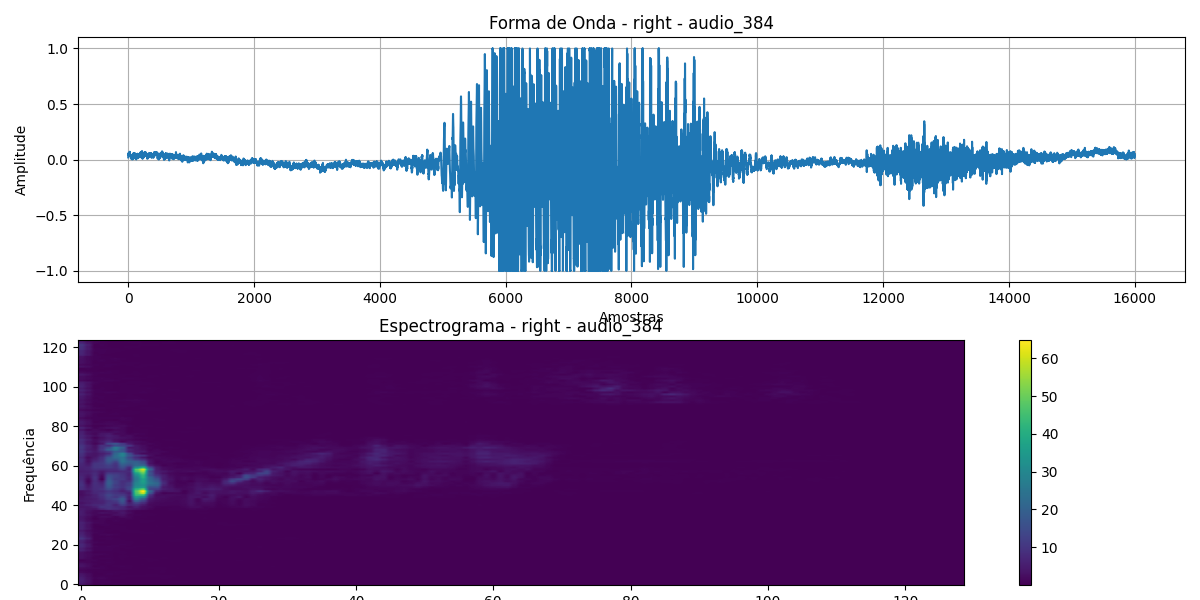 Forma de Onda - right - audio_384
1.0
0.5
0.0
−0.5
−1.0
Amplitude
0 2000 4000 6000 8000 10000 12000 14000 16000
Amostras
Espectrograma - right - audio_384
120
100
80
60
40
20
0
Frequência
0 20 40 60 80 100 120
60
50
40
30
20
10